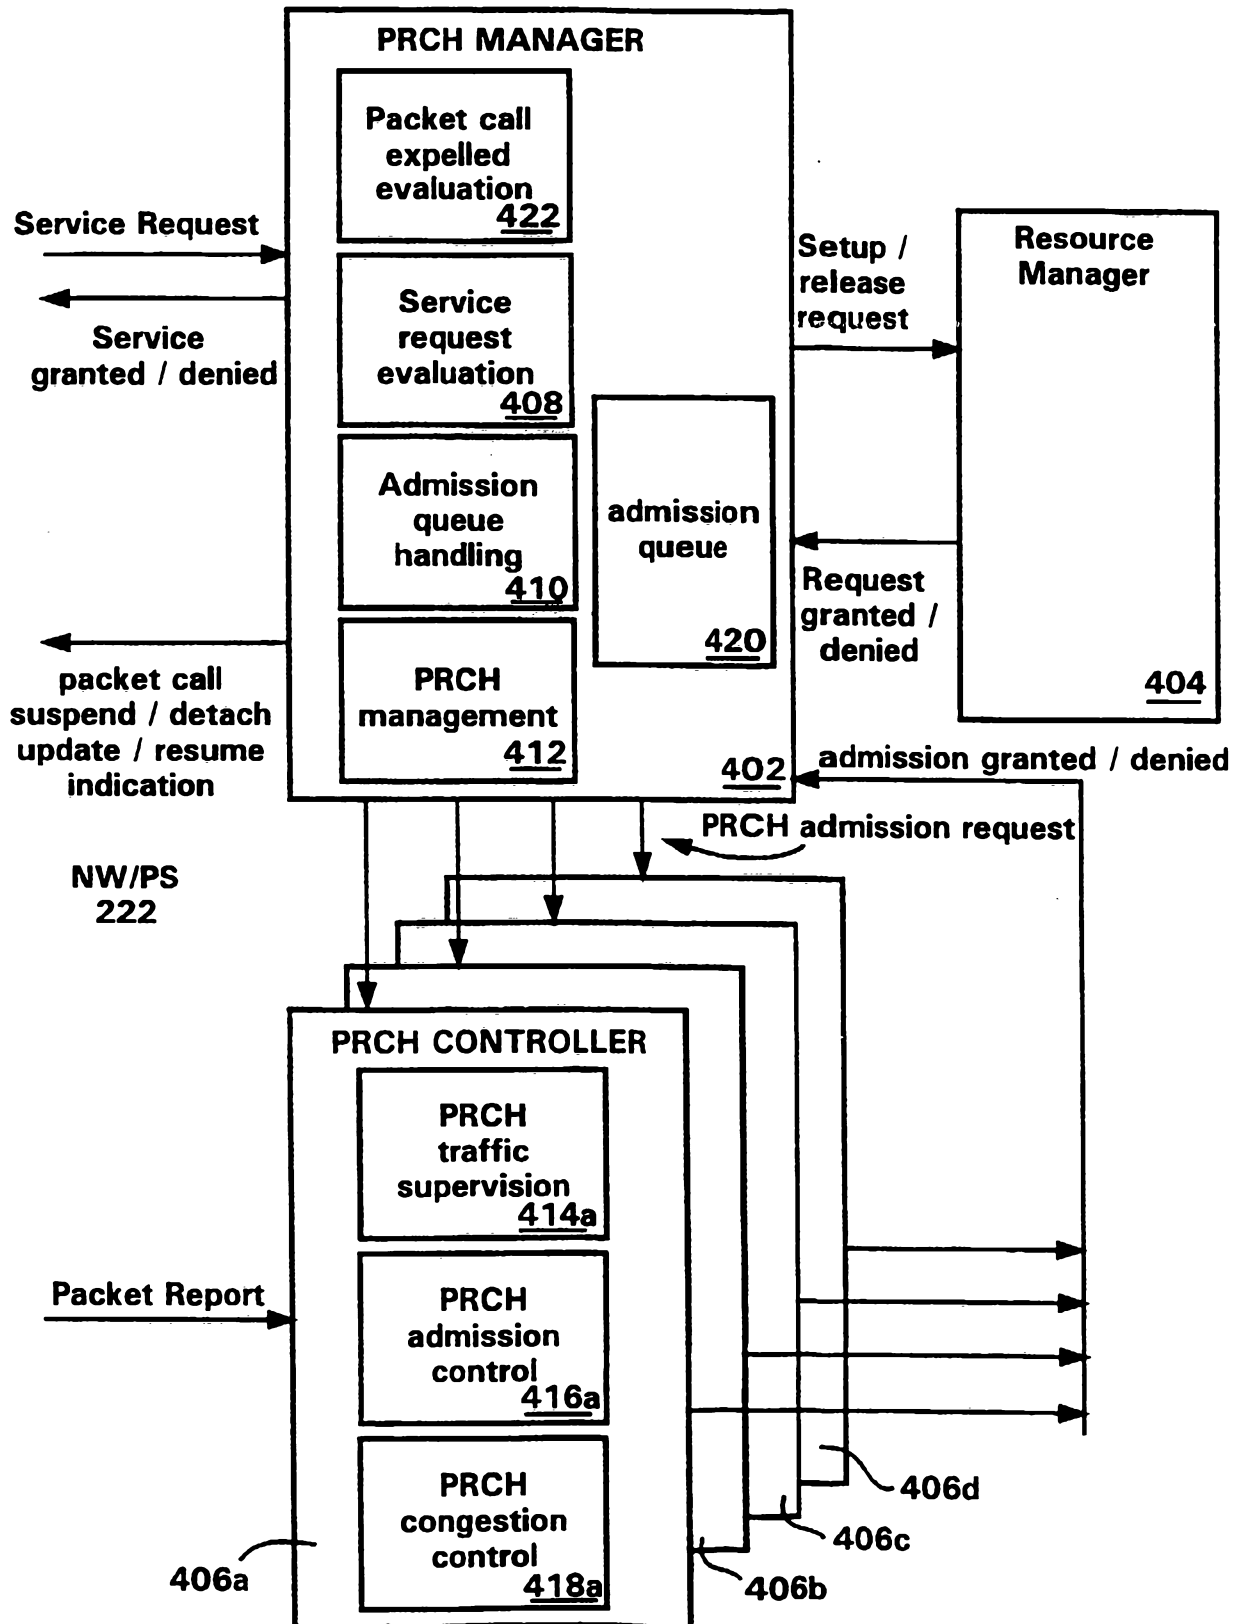 PRCH MANAGER
Packet call
expelled
evaluation
422
Service Request
Service
granted / denied
Service
request
evaluation
408
Setup /
release
request
Resource
Manager
Admission
queue
handling
410
admission
queue
420
Request
granted /
denied
404
packet call
suspend / detach
update / resume
indication
PRCH
management
412
402
admission granted / denied
PRCH admission request
NW/PS
222
PRCH CONTROLLER
PRCH
traffic
supervision
414a
Packet Report
PRCH
admission
control
416a
PRCH
congestion
control
418a
406a
406b
406c
406d